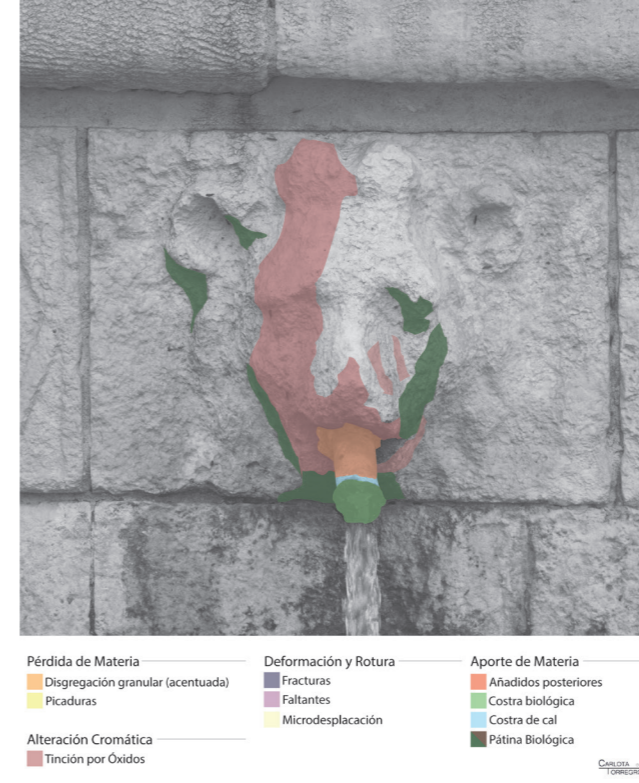 Pérdida de Materia
Disgregración granular (acentuada)
Picaduras
Alteración Cromática
Tinción por Óxidos
Deformación y Rotura
Fracturas
Faltantes
Microdesplacación
Aporte de Materia
Añadidos posteriores
Costra biológica
Costra de cal
Pátina Biológica
CARLOTA